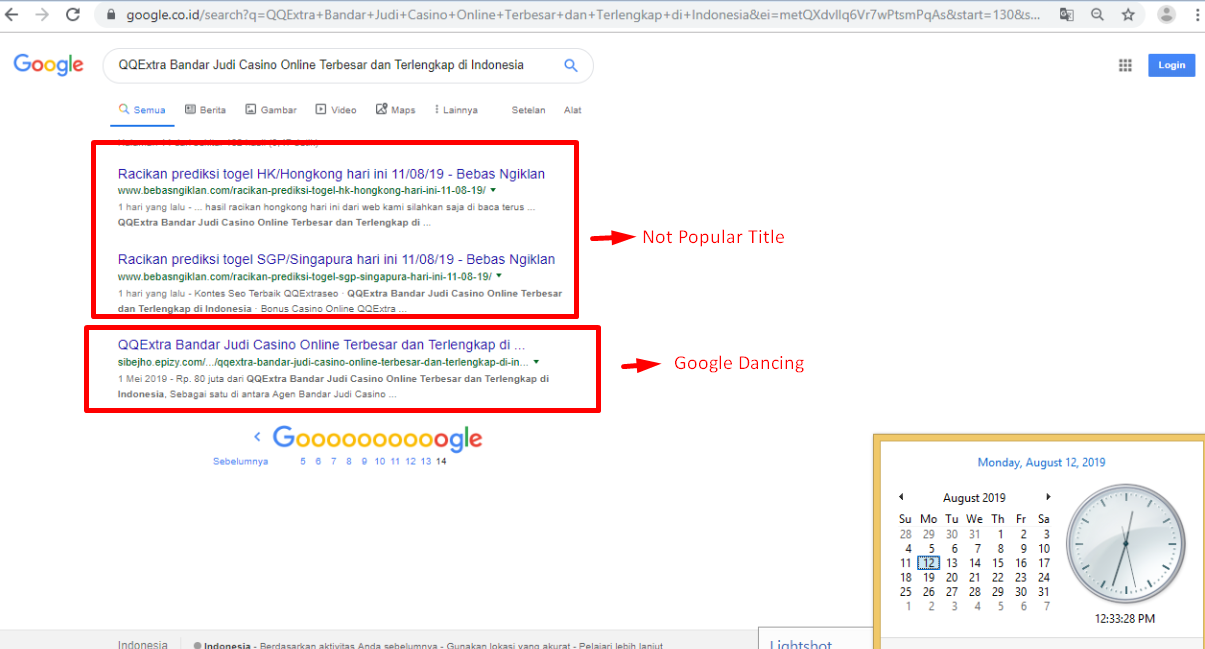 google.co.id/search?q=QQExtra+Bandar+Judi+Casino+Online+Terbesar+dan+Terlengkap+di+Indonesia&ei=metQXdvIIq6Vr7wPtsmPqAs&start=130&s...
Google
QQExtra Bandar Judi Casino Online Terbesar dan Terlengkap di Indonesia
Login
Semua Berita Gambar Video Maps Lainnya Setelan Alat
Racikan prediksi togel HK/Hongkong hari ini 11/08/19 - Bebas Ngiklan
www.bebasngiklan.com/racikan-prediksi-togel-hk-hongkong-hari-ini-11-08-19/
1 hari yang lalu - ... hasil racikan hongkong hari ini dari web kami silahkan saja di baca terus ...
QQExtra Bandar Judi Casino Online Terbesar dan Terlengkap di ...
Not Popular Title
Racikan prediksi togel SGP/Singapura hari ini 11/08/19 - Bebas Ngiklan
www.bebasngiklan.com/racikan-prediksi-togel-sgp-singapura-hari-ini-11-08-19/
1 hari yang lalu - Kontes Seo Terbaik QQExtraseo · QQExtra Bandar Judi Casino Online Terbesar
dan Terlengkap di Indonesia · Bonus Casino Online QQExtra ...
QQExtra Bandar Judi Casino Online Terbesar dan Terlengkap di ...
sibejho.epizy.com/.../qqextra-bandar-judi-casino-online-terbesar-dan-terlengkap-di-in...
1 Mei 2019 - Rp. 80 juta dari QQExtra Bandar Judi Casino Online Terbesar dan Terlengkap di
Indonesia, Sebagai satu di antara Agen Bandar Judi Casino ...
Google Dancing
Goooooooooogle
Sebelumnya 5 6 7 8 9 10 11 12 13 14
Monday, August 12, 2019
August 2019
Su Mo Tu We Th Fr Sa
28 29 30 31 1 2 3
4 5 6 7 8 9 10
11 12 13 14 15 16 17
18 19 20 21 22 23 24
25 26 27 28 29 30 31
1 2 3 4 5 6 7
12:33:28 PM
Indonesia
Indonesia - Berdasarkan aktivitas Anda sebelumnya - Gunakan lokasi yang akurat - Pelajari lebih lanjut
Lightshot